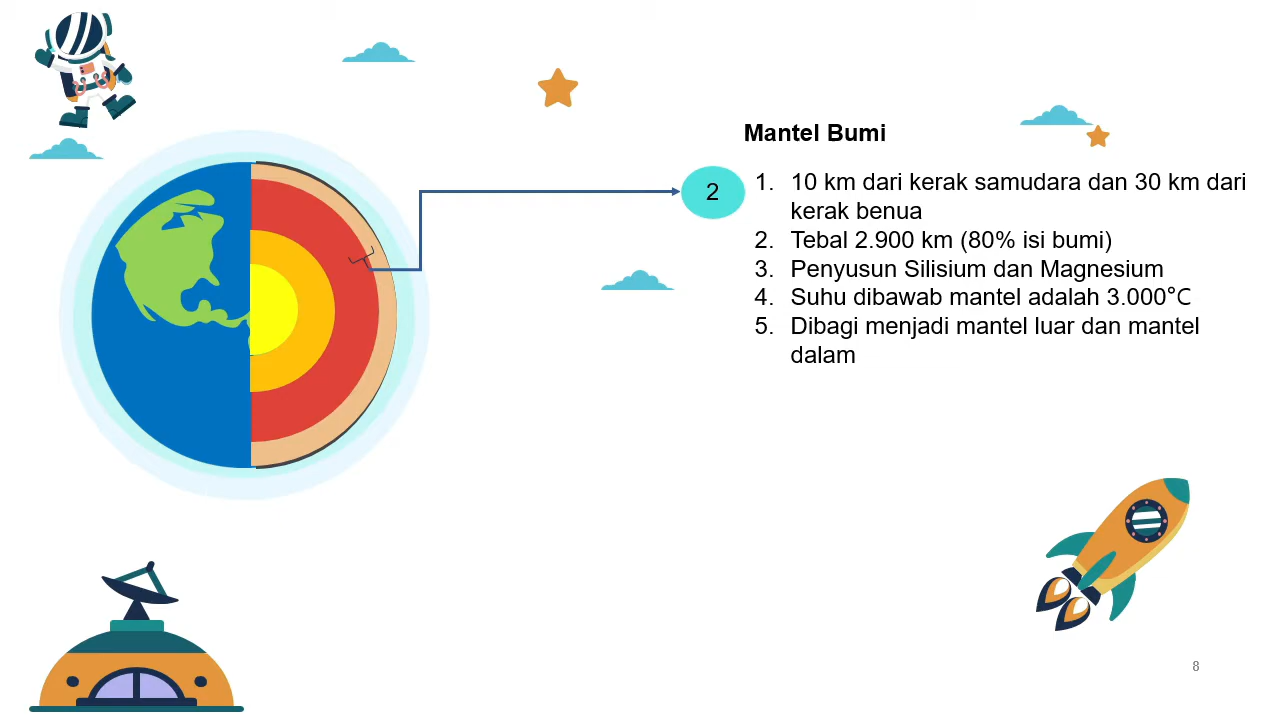 Mantel Bumi
2
1. 10 km dari kerak samudara dan 30 km dari
kerak benua
2. Tebal 2.900 km (80% isi bumi)
3. Penyusun Silisium dan Magnesium
4. Suhu dibawab mantel adalah 3.000°C
5. Dibagi menjadi mantel luar dan mantel
dalam
8